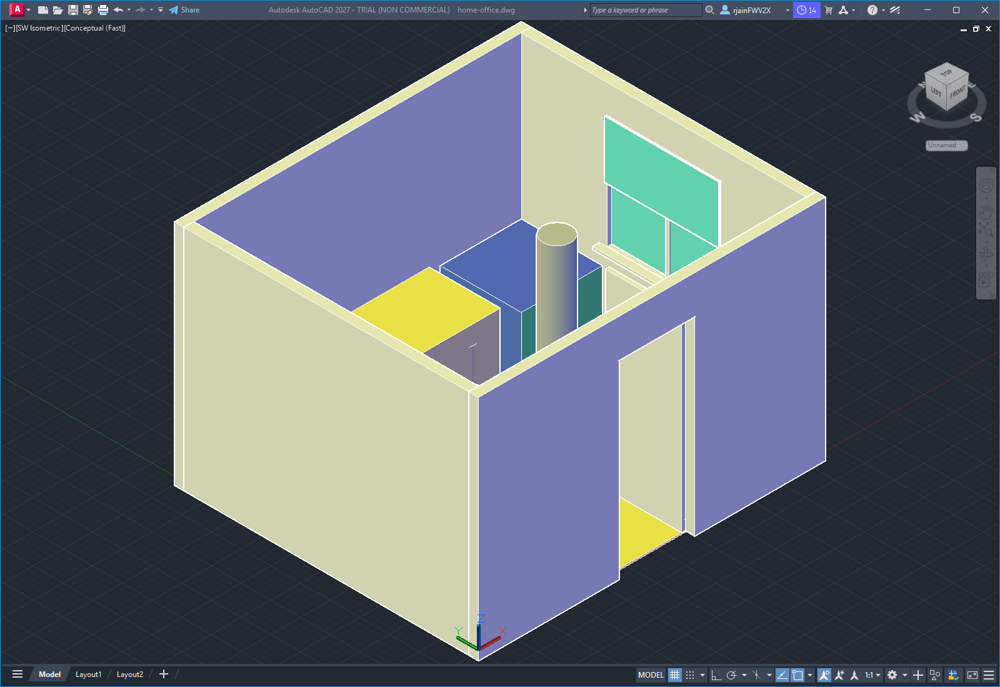 A Share Autodesk AutoCAD 2027 - TRIAL (NON COMMERCIAL) home-office.dwg Type a keyword or phrase rjainFWV2X 14 ?
[−][SW Isometric][Conceptual (Fast)]
TOP
N E
LEFT FRONT
W S
Unnamed
Z
Y X
Model Layout1 Layout2 MODEL 1:1